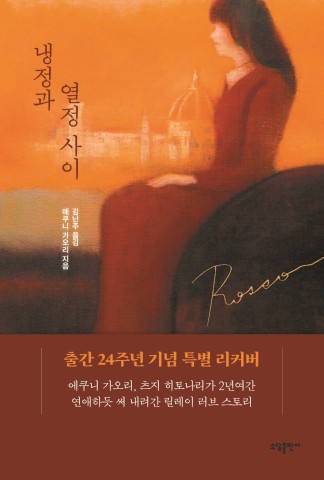 냉정과
열정 사이
에쿠니 가오리 지음
김난주 옮김
Rosso
출간 24주년 기념 특별 리커버
에쿠니 가오리, 츠지 히토나리가 2년여간
연애하듯 써 내려간 릴레이 러브 스토리
소담출판사